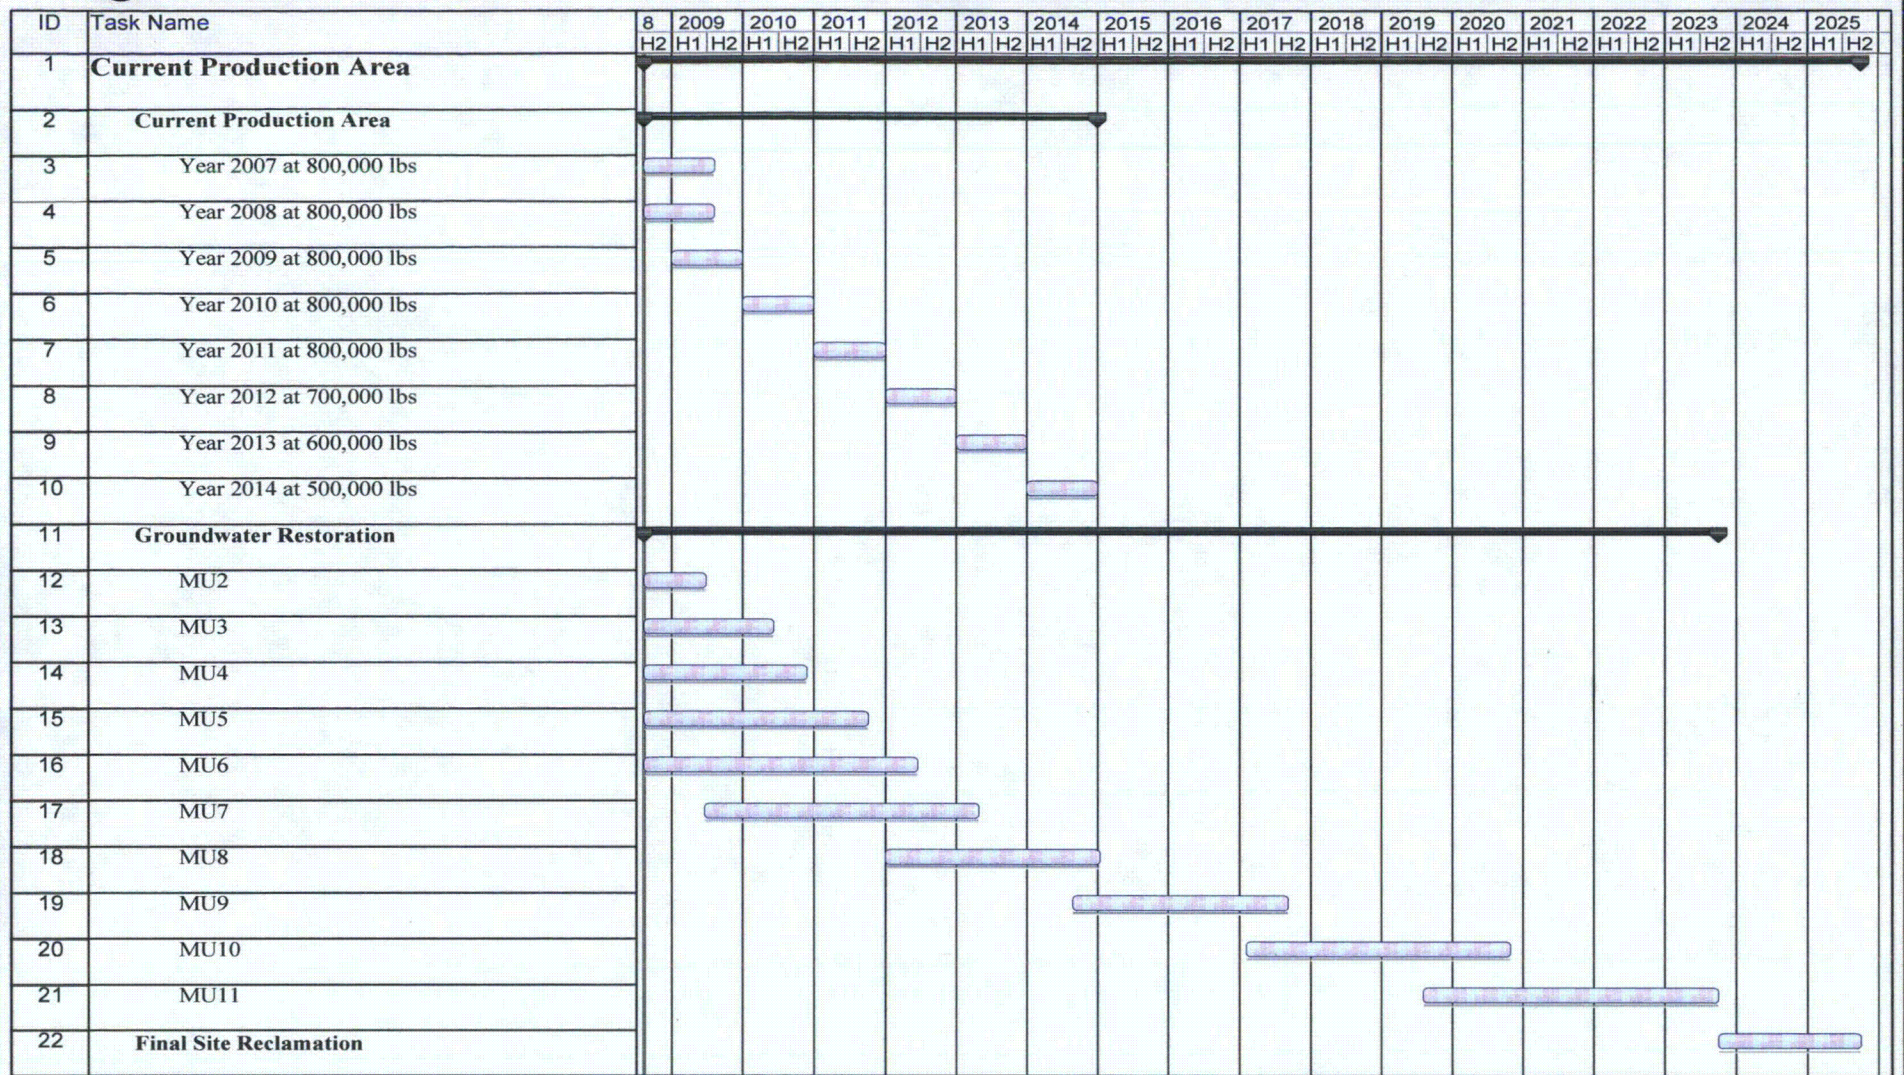 ID Task Name 8 2009 2010 2011 2012 2013 2014 2015 2016 2017 2018 2019 2020 2021 2022 2023 2024 2025
H2 H1 H2 H1 H2 H1 H2 H1 H2 H1 H2 H1 H2 H1 H2 H1 H2 H1 H2 H1 H2 H1 H2 H1 H2 H1 H2 H1 H2 H1 H2 H1 H2 H1 H2
1 Current Production Area
2 Current Production Area
3 Year 2007 at 800,000 lbs
4 Year 2008 at 800,000 lbs
5 Year 2009 at 800,000 lbs
6 Year 2010 at 800,000 lbs
7 Year 2011 at 800,000 lbs
8 Year 2012 at 700,000 lbs
9 Year 2013 at 600,000 lbs
10 Year 2014 at 500,000 lbs
11 Groundwater Restoration
12 MU2
13 MU3
14 MU4
15 MU5
16 MU6
17 MU7
18 MU8
19 MU9
20 MU10
21 MU11
22 Final Site Reclamation